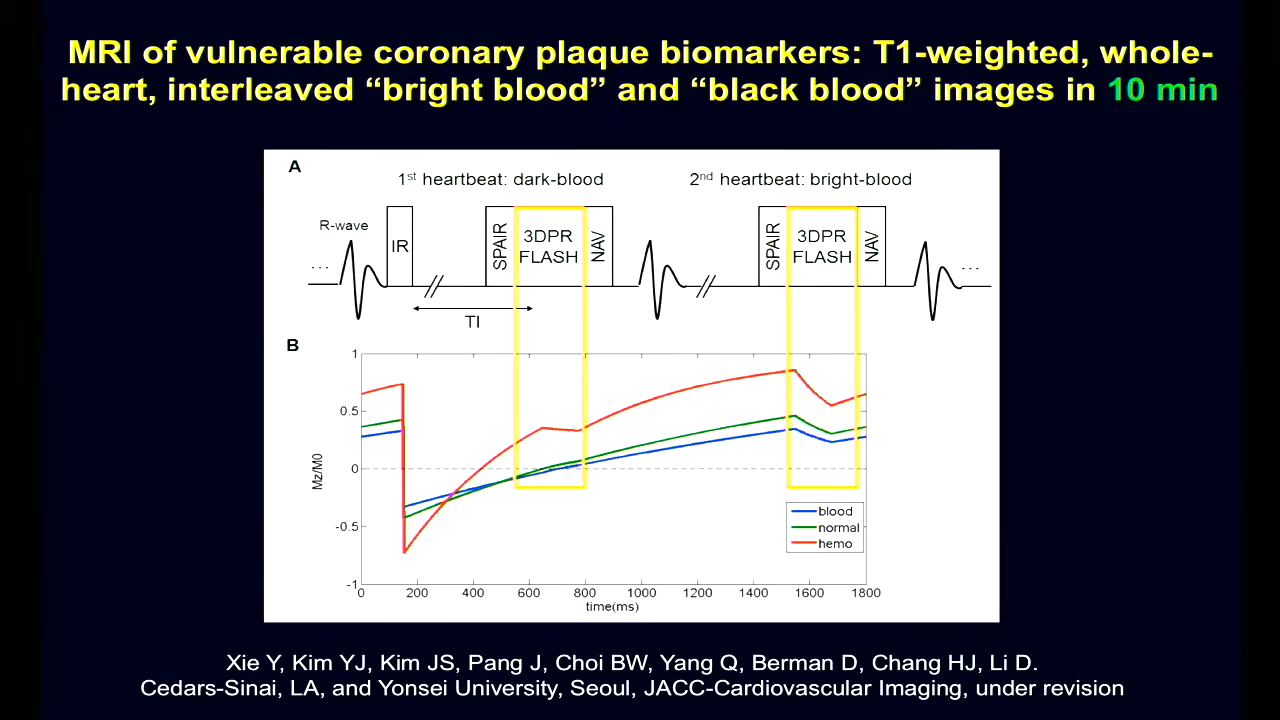 MRI of vulnerable coronary plaque biomarkers: T1-weighted, whole-
heart, interleaved “bright blood” and “black blood” images in 10 min
A
1st heartbeat: dark-blood
2nd heartbeat: bright-blood
R-wave
IR
SPAIR
3DPR
FLASH
NAV
SPAIR
3DPR
FLASH
NAV
...
...
TI
B
1
0.5
0
-0.5
-1
Mz/M0
0 200 400 600 800 1000 1200 1400 1600 1800
time(ms)
blood
normal
hemo
Xie Y, Kim YJ, Kim JS, Pang J, Choi BW, Yang Q, Berman D, Chang HJ, Li D.
Cedars-Sinai, LA, and Yonsei University, Seoul, JACC-Cardiovascular Imaging, under revision